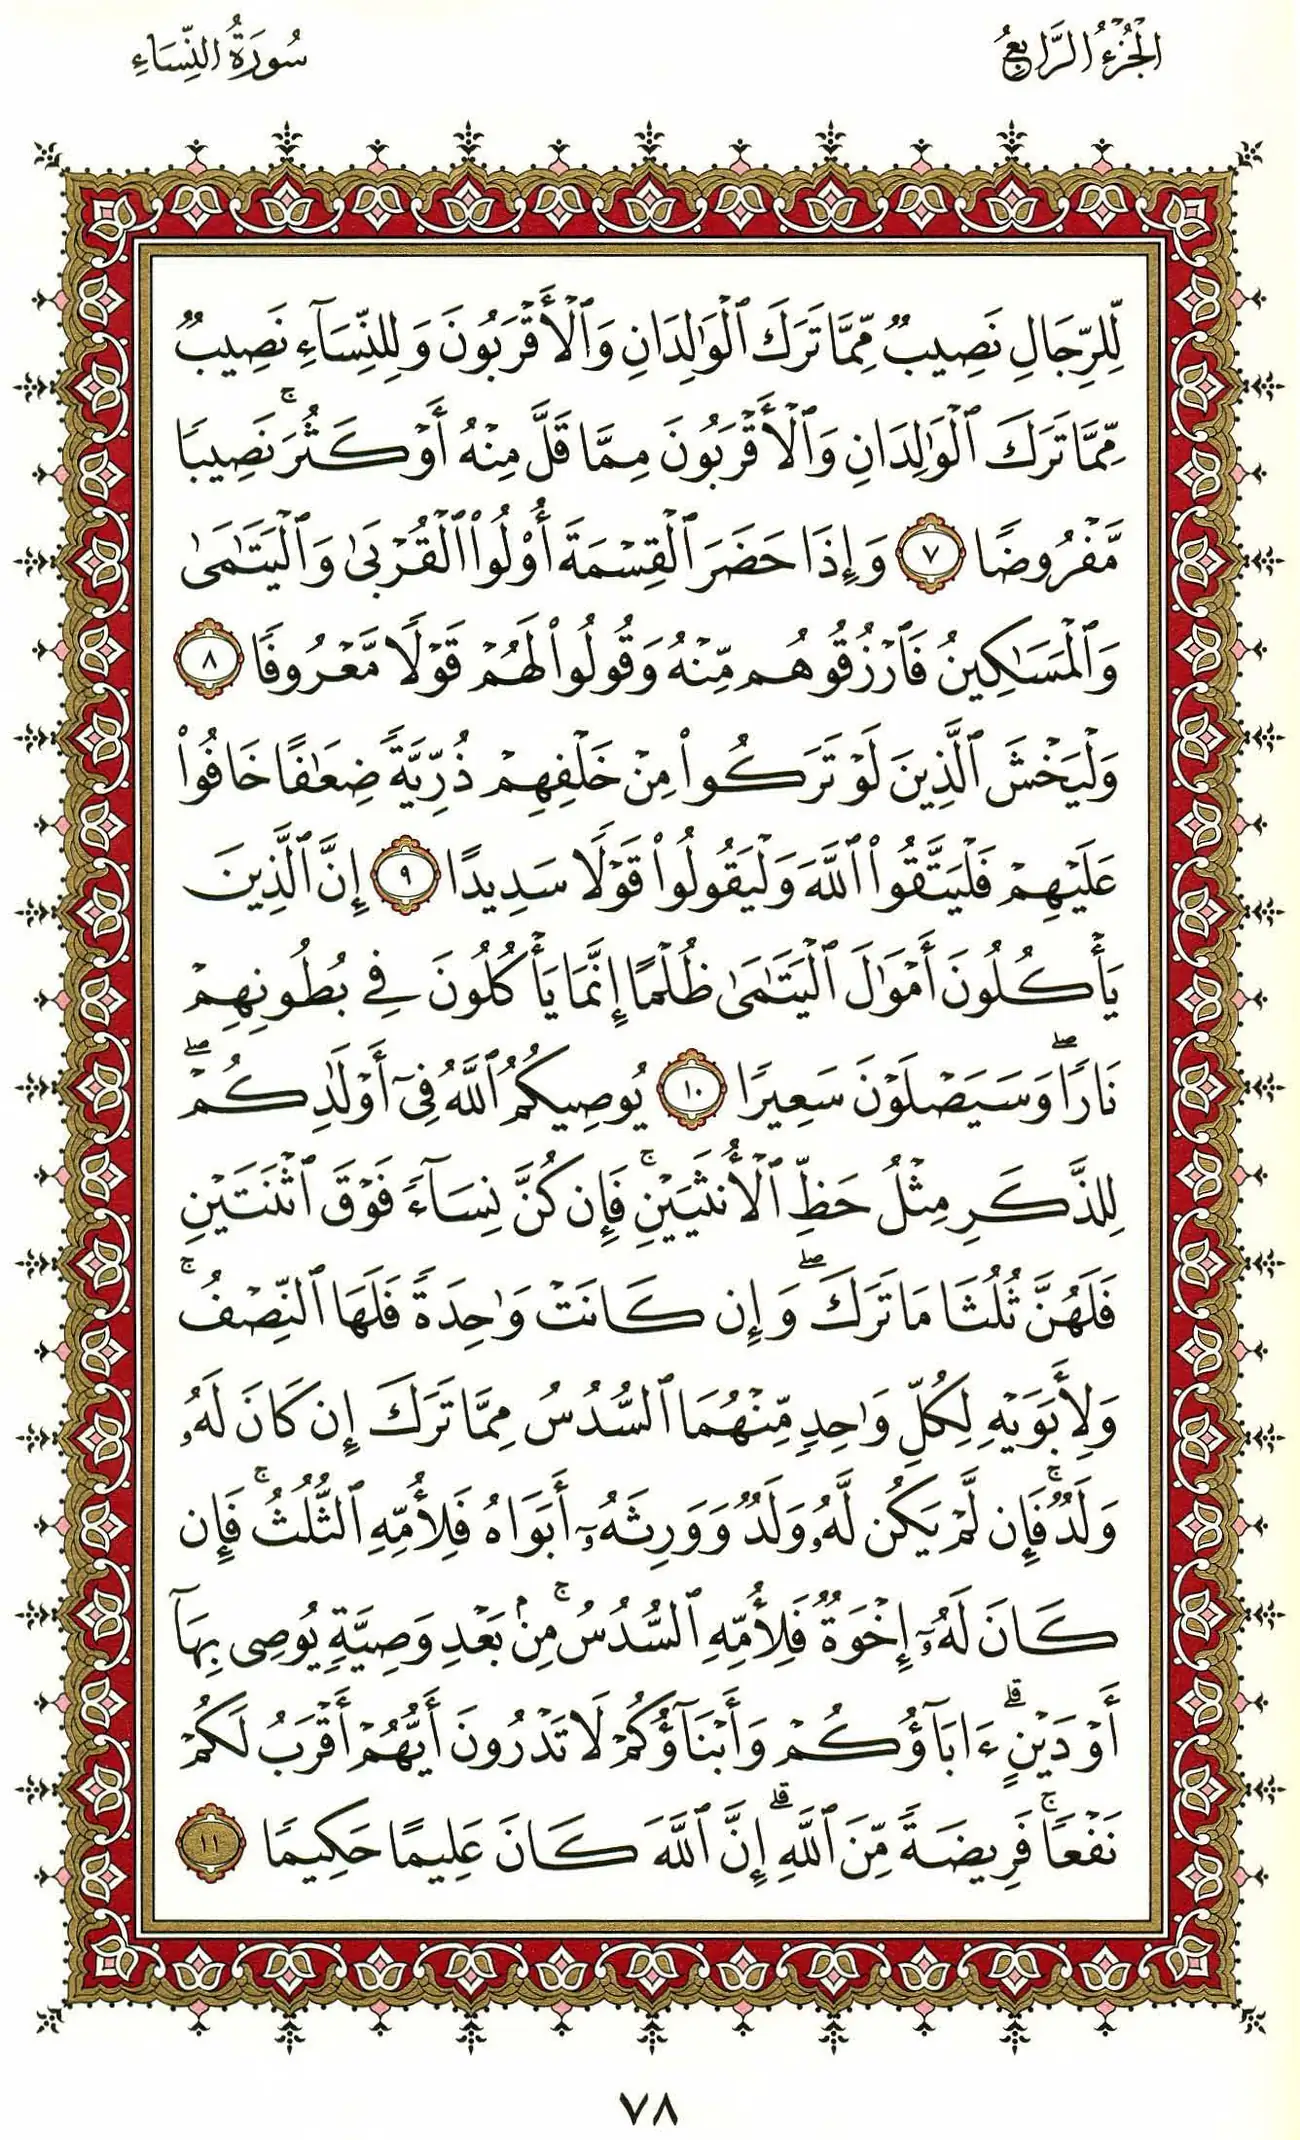 الجزء الرابع
سورة النساء
لِّلرِّجَالِ نَصِيبٌ مِّمَّا تَرَكَ ٱلْوَٰلِدَانِ وَٱلْأَقْرَبُونَ وَلِلنِّسَآءِ نَصِيبٌ
مِّمَّا تَرَكَ ٱلْوَٰلِدَانِ وَٱلْأَقْرَبُونَ مِمَّا قَلَّ مِنْهُ أَوْ كَثُرَ ۚ نَصِيبًا
مَّفْرُوضًا ٧ وَإِذَا حَضَرَ ٱلْقِسْمَةَ أُو۟لُوا۟ ٱلْقُرْبَىٰ وَٱلْيَتَٰمَىٰ
وَٱلْمَسَٰكِينُ فَٱرْزُقُوهُم مِّنْهُ وَقُولُوا۟ لَهُمْ قَوْلًا مَّعْرُوفًا ٨
وَلْيَخْشَ ٱلَّذِينَ لَوْ تَرَكُوا۟ مِنْ خَلْفِهِمْ ذُرِّيَّةً ضِعَٰفًا خَافُوا۟
عَلَيْهِمْ فَلْيَتَّقُوا۟ ٱللَّهَ وَلْيَقُولُوا۟ قَوْلًا سَدِيدًا ٩ إِنَّ ٱلَّذِينَ
يَأْكُلُونَ أَمْوَٰلَ ٱلْيَتَٰمَىٰ ظُلْمًا إِنَّمَا يَأْكُلُونَ فِى بُطُونِهِمْ
نَارًا ۖ وَسَيَصْلَوْنَ سَعِيرًا ١٠ يُوصِيكُمُ ٱللَّهُ فِىٓ أَوْلَٰدِكُمْ ۖ
لِلذَّكَرِ مِثْلُ حَظِّ ٱلْأُنثَيَيْنِ ۚ فَإِن كُنَّ نِسَآءً فَوْقَ ٱثْنَتَيْنِ
فَلَهُنَّ ثُلُثَا مَا تَرَكَ ۖ وَإِن كَانَتْ وَٰحِدَةً فَلَهَا ٱلنِّصْفُ ۚ
وَلِأَبَوَيْهِ لِكُلِّ وَٰحِدٍ مِّنْهُمَا ٱلسُّدُسُ مِمَّا تَرَكَ إِن كَانَ لَهُۥ
وَلَدٌ ۚ فَإِن لَّمْ يَكُن لَّهُۥ وَلَدٌ وَوَرِثَهُۥٓ أَبَوَاهُ فَلِأُمِّهِ ٱلثُّلُثُ ۚ فَإِن
كَانَ لَهُۥٓ إِخْوَةٌ فَلِأُمِّهِ ٱلسُّدُسُ ۚ مِنۢ بَعْدِ وَصِيَّةٍ يُوصِى بِهَآ
أَوْ دَيْنٍ ۗ ءَابَآؤُكُمْ وَأَبْنَآؤُكُمْ لَا تَدْرُونَ أَيُّهُمْ أَقْرَبُ لَكُمْ
نَفْعًا ۚ فَرِيضَةً مِّنَ ٱللَّهِ ۗ إِنَّ ٱللَّهَ كَانَ عَلِيمًا حَكِيمًا ١١
٧٨